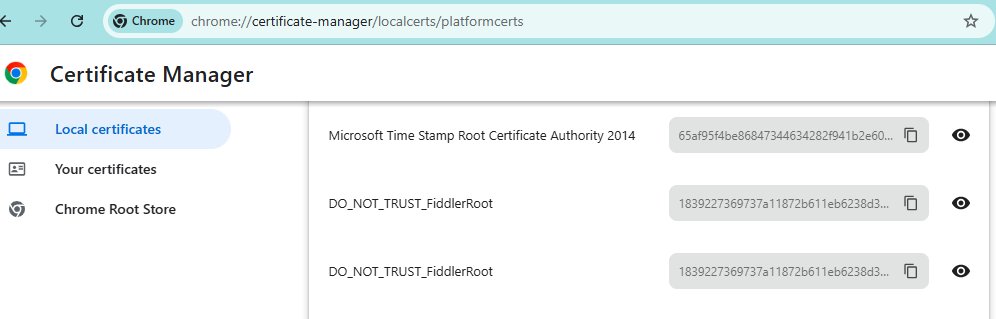 Chrome
chrome://certificate-manager/localcerts/platformcerts
Certificate Manager
Local certificates
Your certificates
Chrome Root Store
Microsoft Time Stamp Root Certificate Authority 2014
65af95f4be86847344634282f941b2e60...
DO_NOT_TRUST_FiddlerRoot
1839227369737a11872b611eb6238d3...
DO_NOT_TRUST_FiddlerRoot
1839227369737a11872b611eb6238d3...